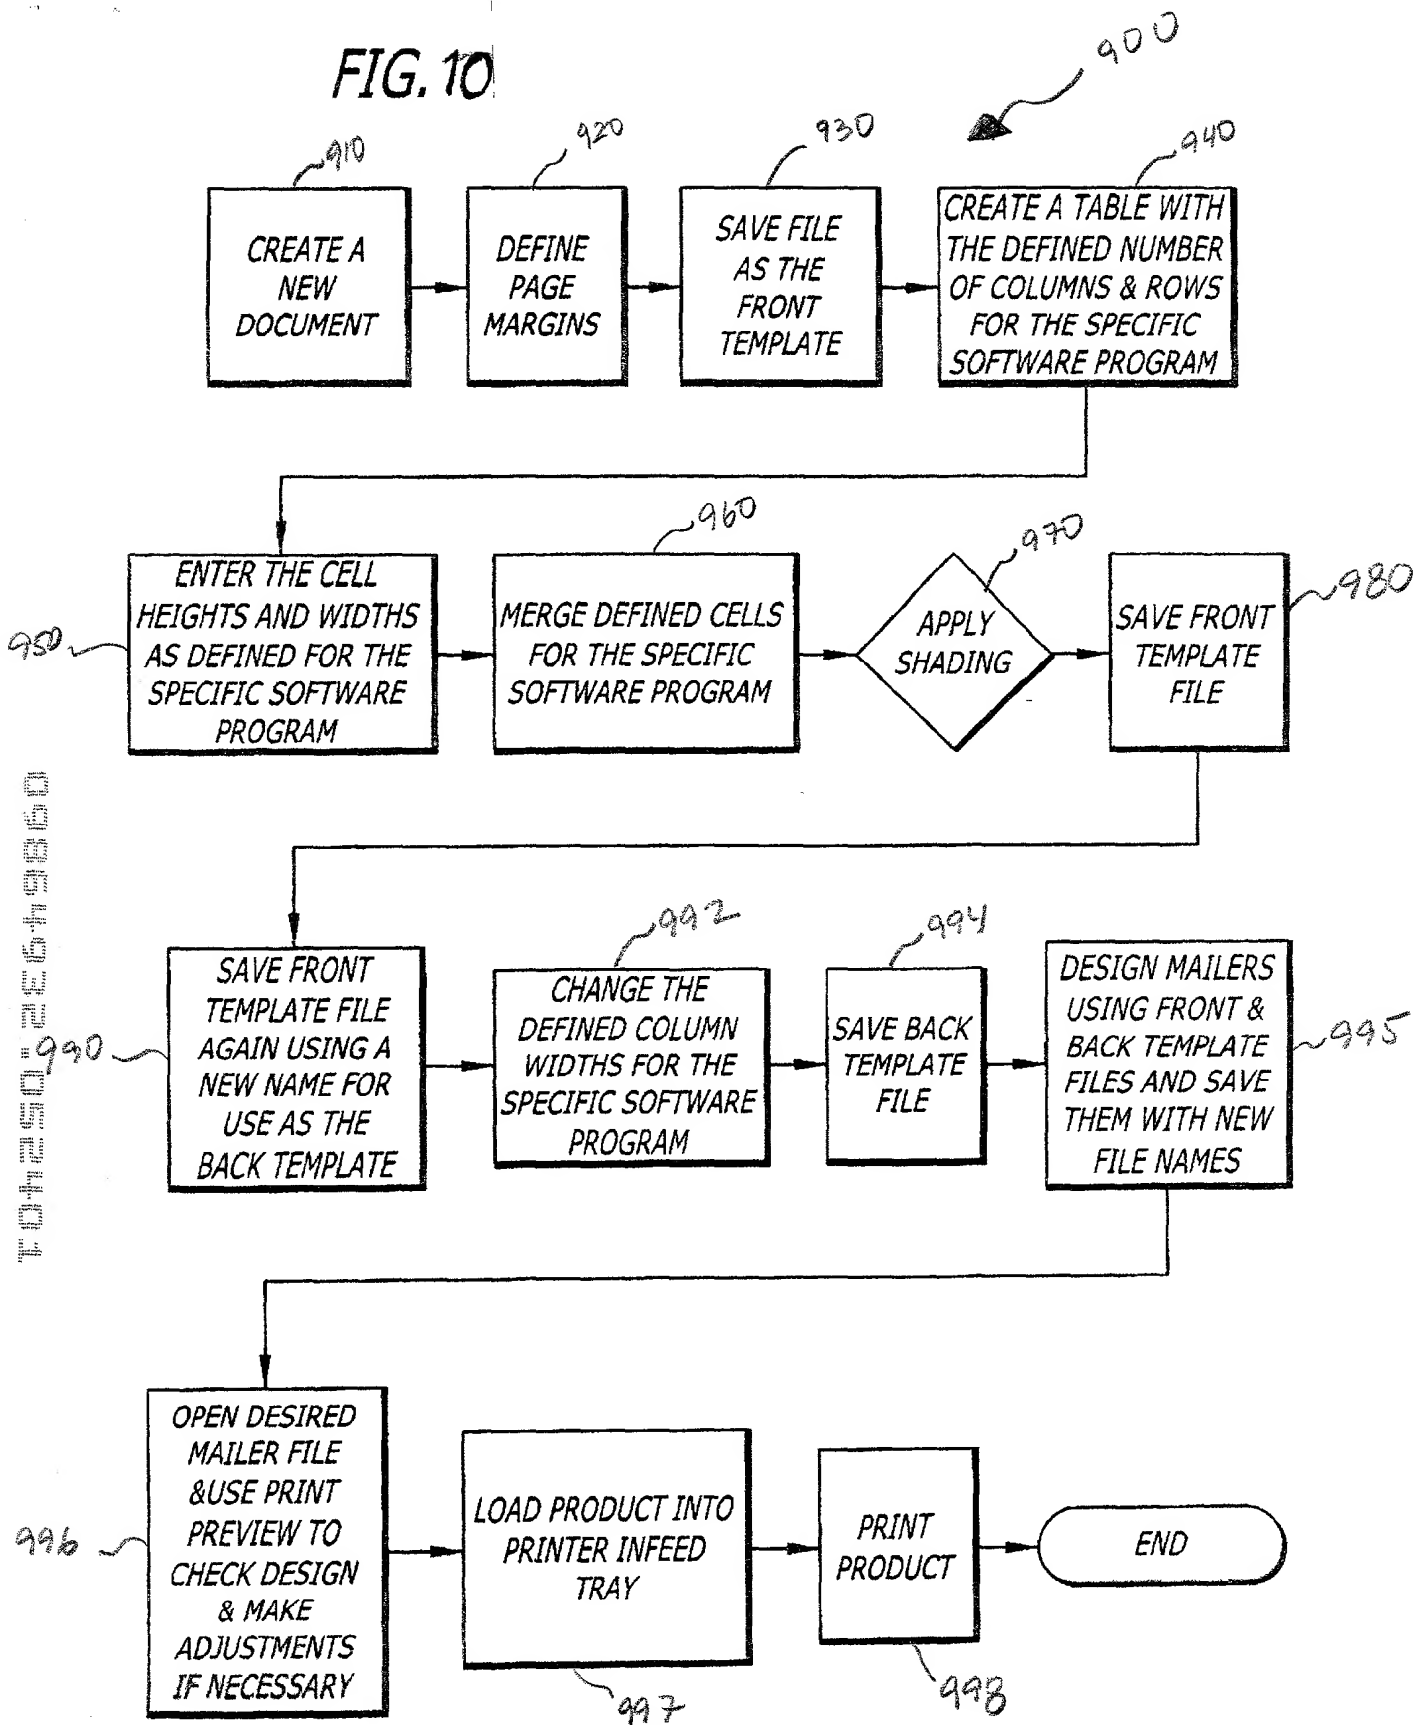 FIG. 10
900
910
920
930
940
CREATE A
NEW
DOCUMENT
DEFINE
PAGE
MARGINS
SAVE FILE
AS THE
FRONT
TEMPLATE
CREATE A TABLE WITH
THE DEFINED NUMBER
OF COLUMNS & ROWS
FOR THE SPECIFIC
SOFTWARE PROGRAM
950
ENTER THE CELL
HEIGHTS AND WIDTHS
AS DEFINED FOR THE
SPECIFIC SOFTWARE
PROGRAM
960
MERGE DEFINED CELLS
FOR THE SPECIFIC
SOFTWARE PROGRAM
970
APPLY
SHADING
980
SAVE FRONT
TEMPLATE
FILE
990
SAVE FRONT
TEMPLATE FILE
AGAIN USING A
NEW NAME FOR
USE AS THE
BACK TEMPLATE
992
CHANGE THE
DEFINED COLUMN
WIDTHS FOR THE
SPECIFIC SOFTWARE
PROGRAM
994
SAVE BACK
TEMPLATE
FILE
995
DESIGN MAILERS
USING FRONT &
BACK TEMPLATE
FILES AND SAVE
THEM WITH NEW
FILE NAMES
996
OPEN DESIRED
MAILER FILE
&USE PRINT
PREVIEW TO
CHECK DESIGN
& MAKE
ADJUSTMENTS
IF NECESSARY
LOAD PRODUCT INTO
PRINTER INFEED
TRAY
997
PRINT
PRODUCT
998
END